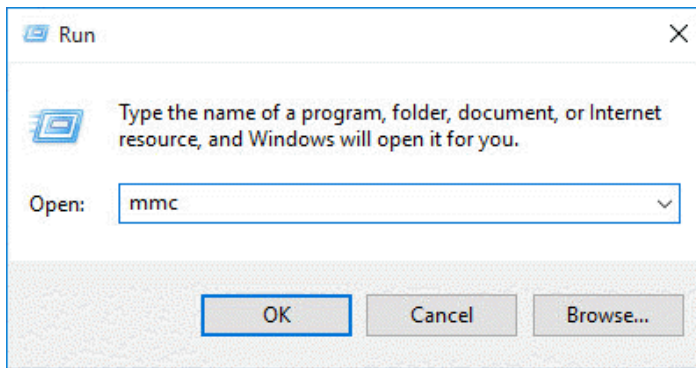 Run
Type the name of a program, folder, document, or Internet
resource, and Windows will open it for you.
Open: mmc
OK Cancel Browse...